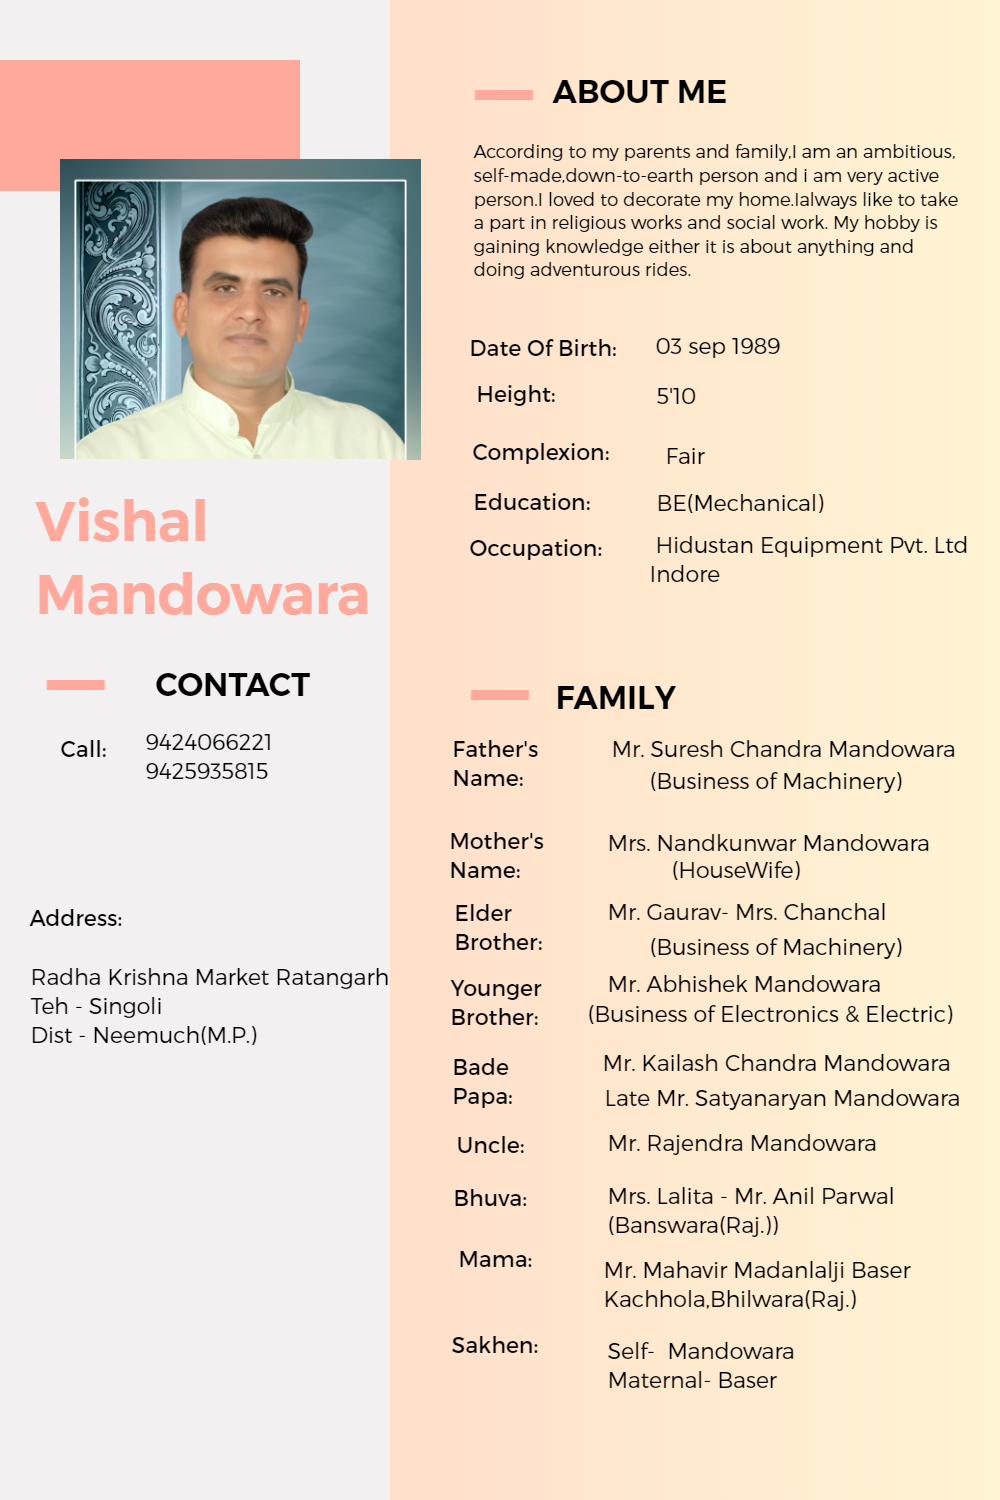 Vishal
Mandowara
CONTACT
Call:
9424066221
9425935815
Address:
Radha Krishna Market Ratangarh
Teh - Singoli
Dist - Neemuch(M.P.)
ABOUT ME
According to my parents and family,I am an ambitious,
self-made,down-to-earth person and i am very active
person.I loved to decorate my home.Ialways like to take
a part in religious works and social work. My hobby is
gaining knowledge either it is about anything and
doing adventurous rides.
Date Of Birth: 03 sep 1989
Height: 5'10
Complexion: Fair
Education: BE(Mechanical)
Occupation: Hidustan Equipment Pvt. Ltd
Indore
FAMILY
Father's Mr. Suresh Chandra Mandowara
Name: (Business of Machinery)
Mother's Mrs. Nandkunwar Mandowara
Name: (HouseWife)
Elder Mr. Gaurav- Mrs. Chanchal
Brother: (Business of Machinery)
Younger Mr. Abhishek Mandowara
Brother: (Business of Electronics & Electric)
Bade Mr. Kailash Chandra Mandowara
Papa: Late Mr. Satyanaryan Mandowara
Uncle: Mr. Rajendra Mandowara
Bhuva: Mrs. Lalita - Mr. Anil Parwal
(Banswara(Raj.))
Mama: Mr. Mahavir Madanlalji Baser
Kachhola,Bhilwara(Raj.)
Sakhen: Self- Mandowara
Maternal- Baser